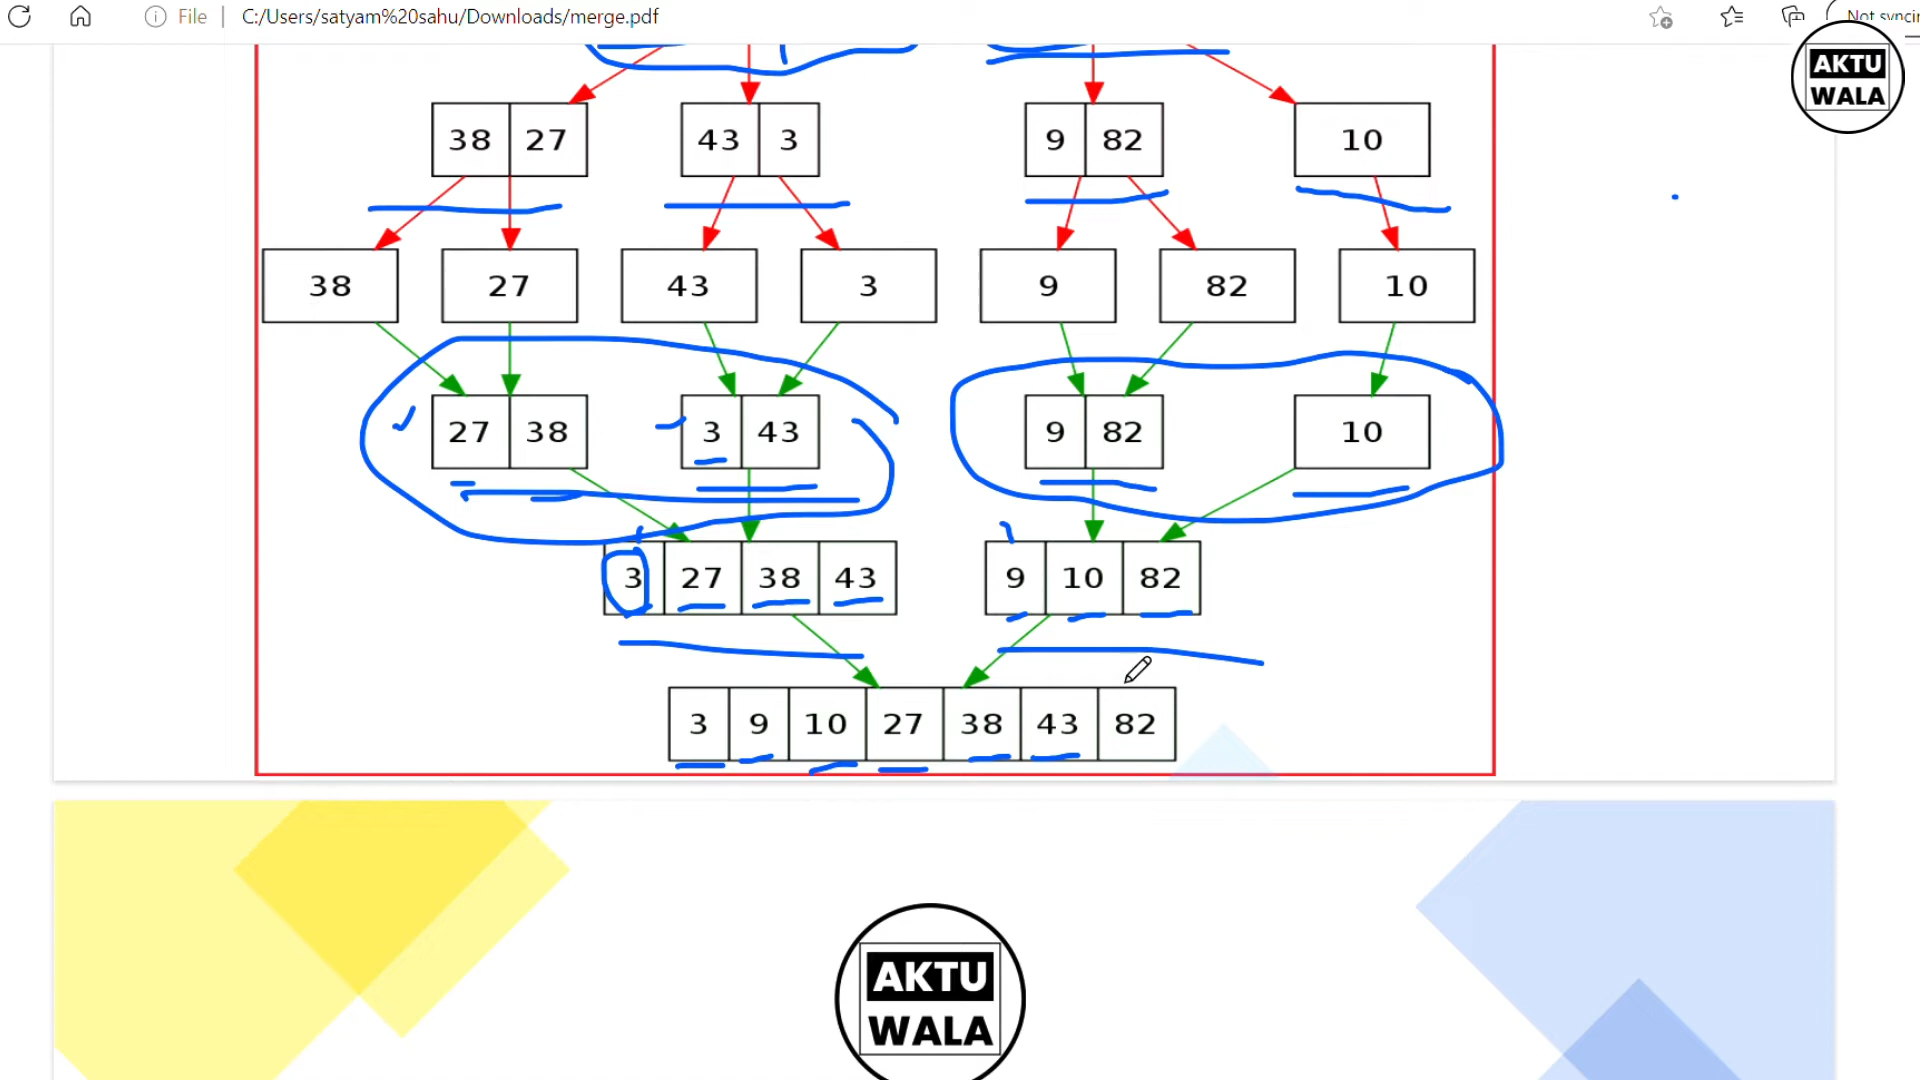 File C:/Users/satyam%20sahu/Downloads/merge.pdf Not syncin
AKTU
WALA
38 27 43 3 9 82 10
38 27 43 3 9 82 10
27 38 3 43 9 82 10
3 27 38 43 9 10 82
3 9 10 27 38 43 82
AKTU
WALA